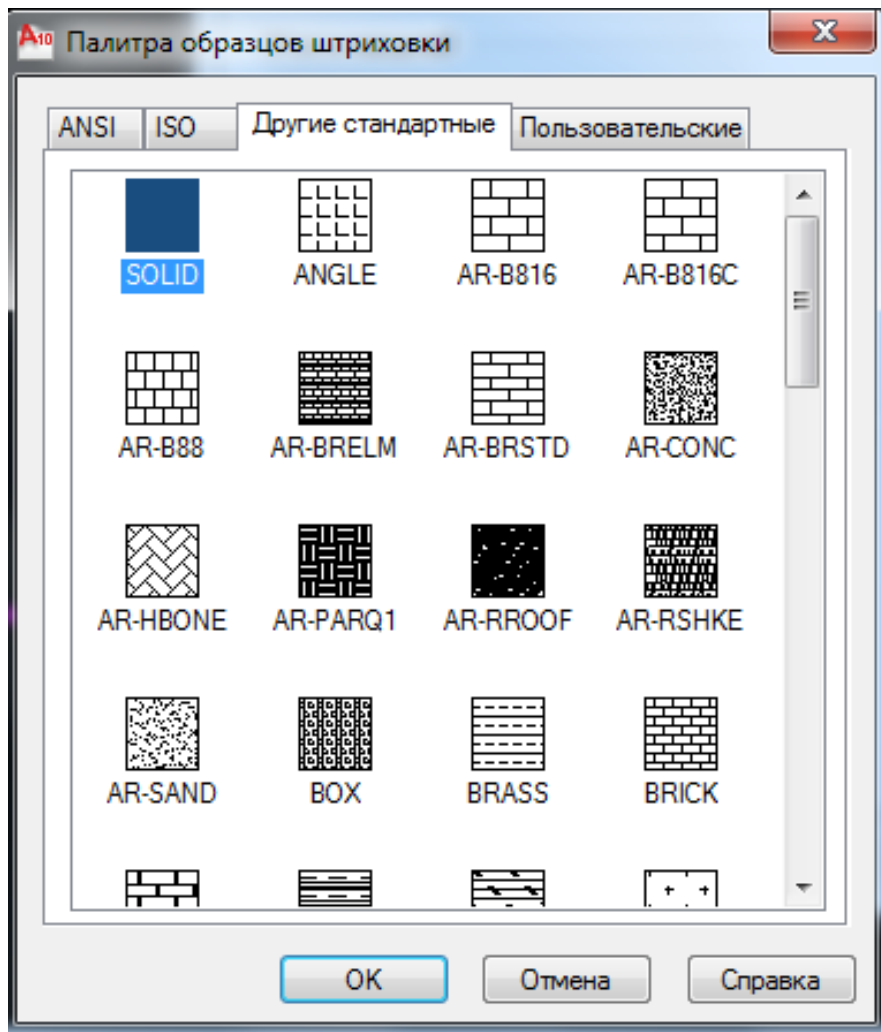 A10 Палитра образцов штриховки
ANSI ISO Другие стандартные Пользовательские
SOLID ANGLE AR-B816 AR-B816C
AR-B88 AR-BRELM AR-BRSTD AR-CONC
AR-HBONE AR-PARQ1 AR-RROOF AR-RSHKE
AR-SAND BOX BRASS BRICK
OK Отмена Справка